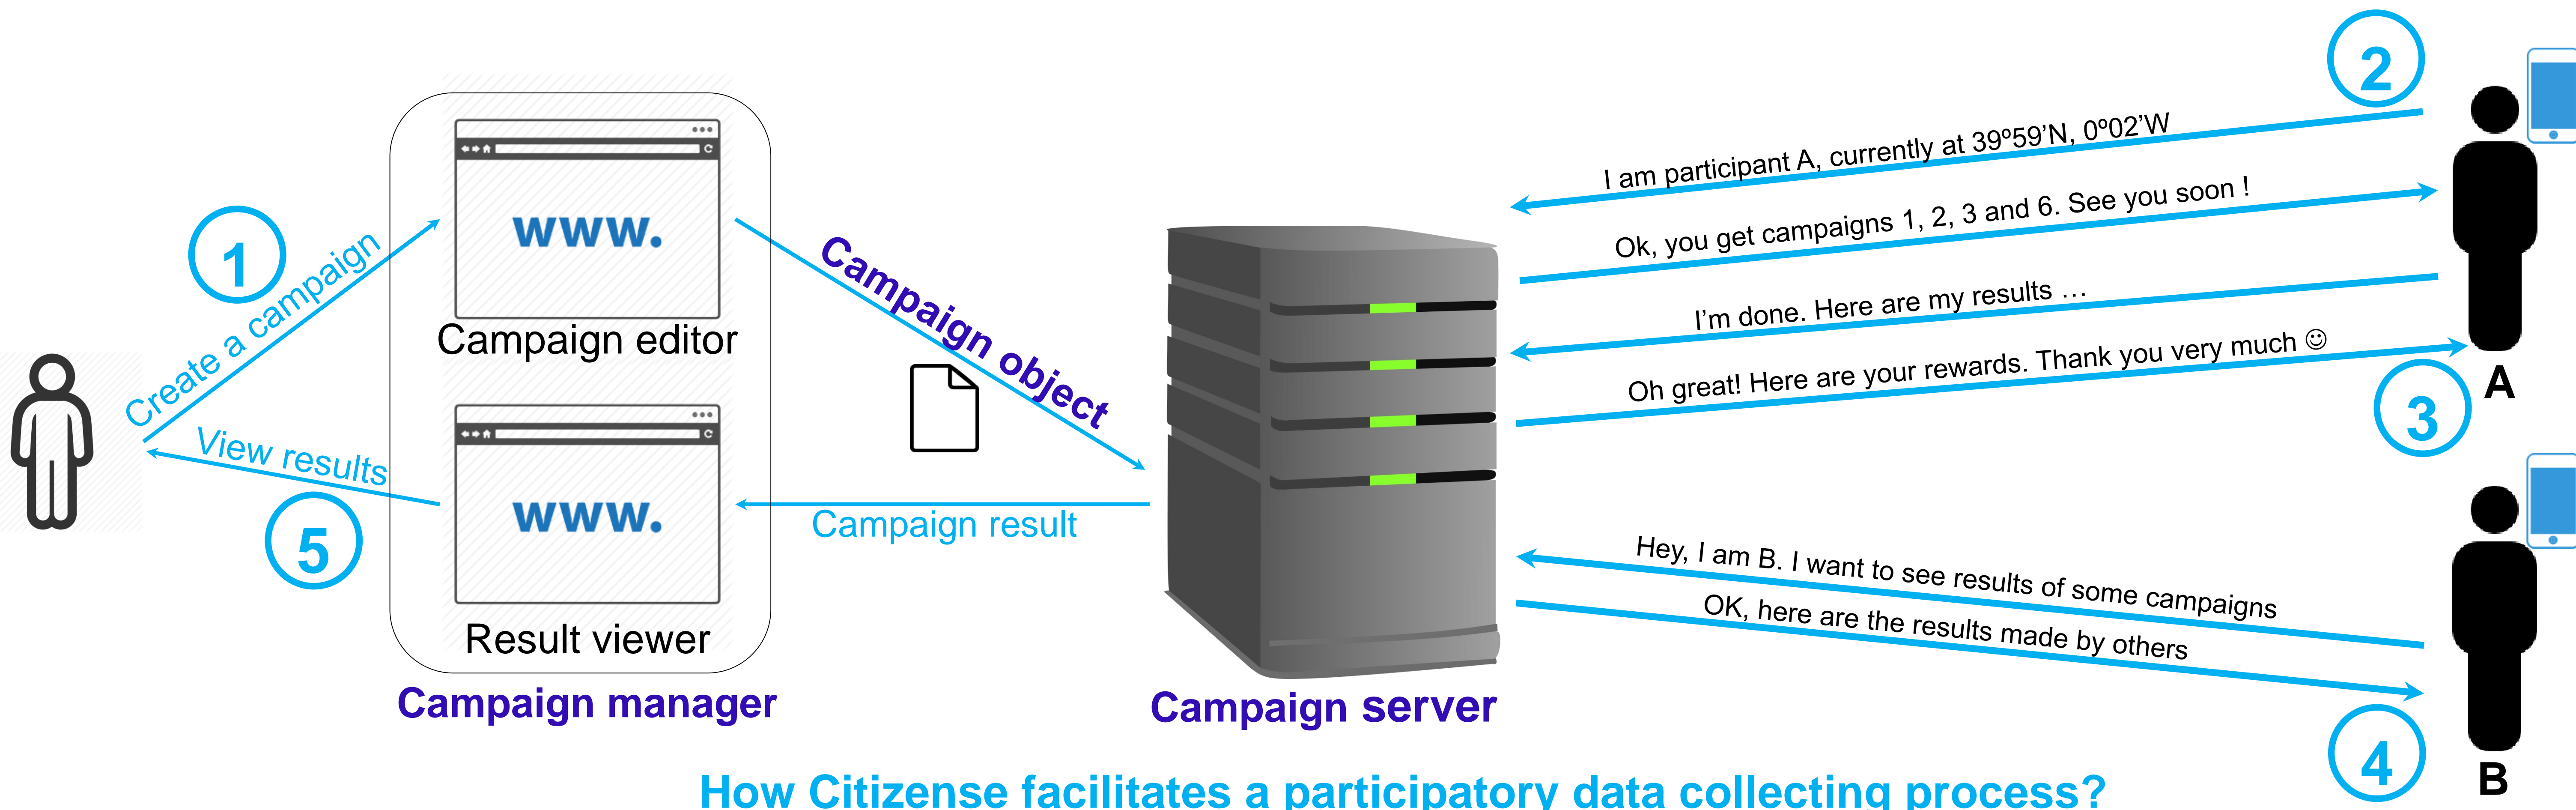 1
Create a campaign
www.
Campaign editor
View results
5
www.
Result viewer
Campaign manager
Campaign object
Campaign result
Campaign server
2
I am participant A, currently at 39º59’N, 0º02’W
Ok, you get campaigns 1, 2, 3 and 6. See you soon !
I’m done. Here are my results …
Oh great! Here are your rewards. Thank you very much ☺
3
A
Hey, I am B. I want to see results of some campaigns
OK, here are the results made by others
4
B
How Citizense facilitates a participatory data collecting process?